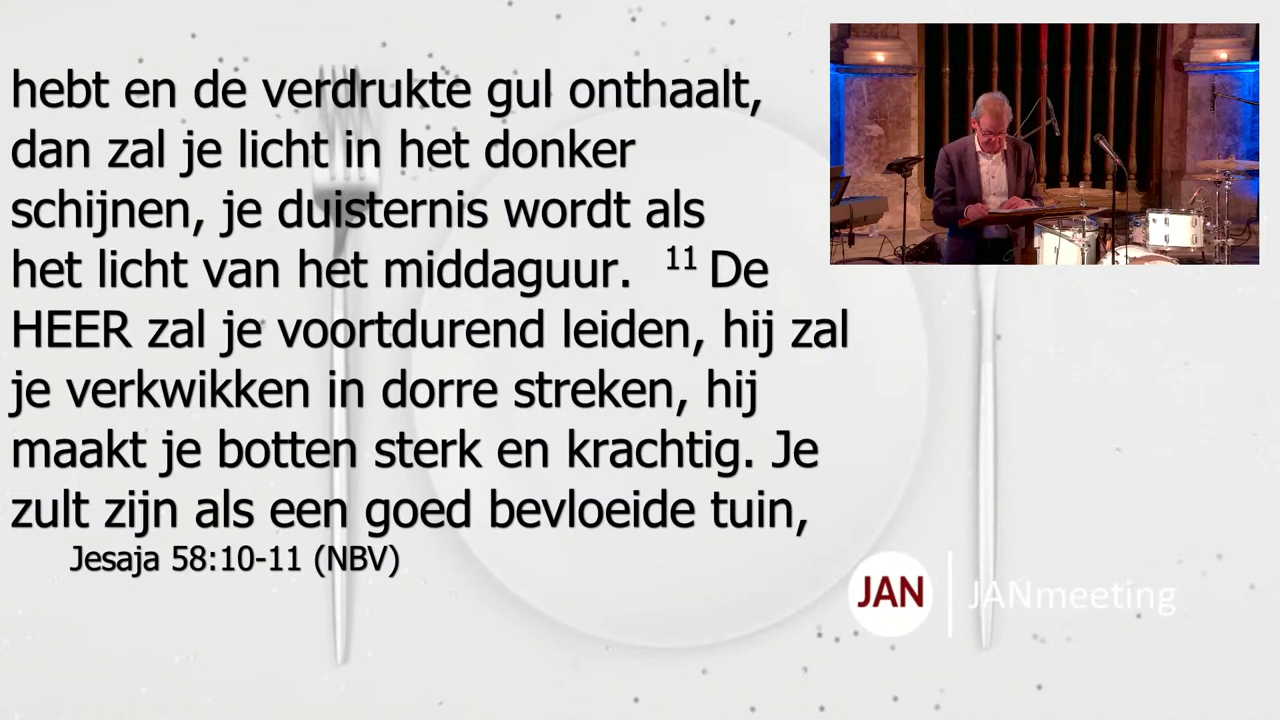 hebt en de verdrukte gul onthaalt,
dan zal je licht in het donker
schijnen, je duisternis wordt als
het licht van het middaguur. 11 De
HEER zal je voortdurend leiden, hij zal
je verkwikken in dorre streken, hij
maakt je botten sterk en krachtig. Je
zult zijn als een goed bevloeide tuin,
Jesaja 58:10-11 (NBV)
JAN | JANmeeting